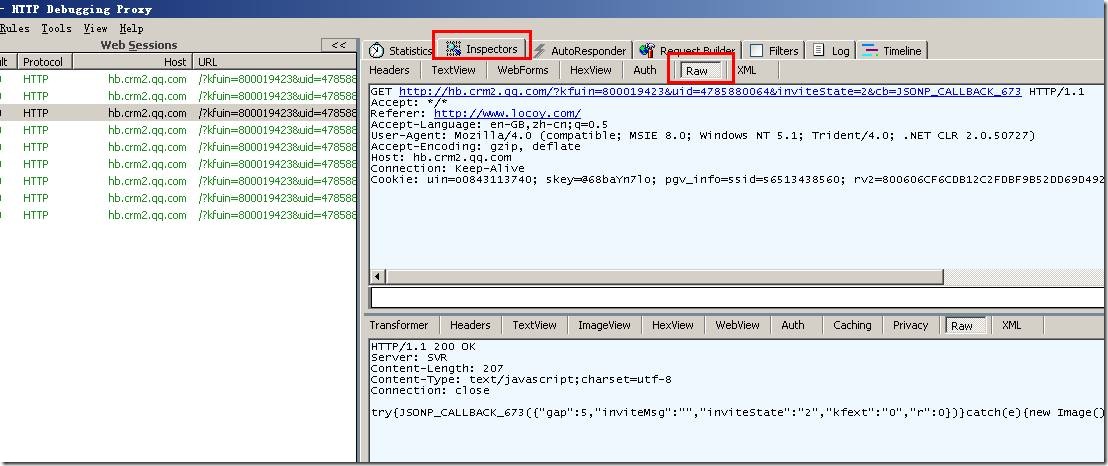 - HTTP Debugging Proxy
Rules Tools View Help
Web Sessions <<
ult Protocol Host URL
0 HTTP hb.crm2.qq.com /?kfuin=800019423&uid=478588
0 HTTP hb.crm2.qq.com /?kfuin=800019423&uid=478588
0 HTTP hb.crm2.qq.com /?kfuin=800019423&uid=478588
0 HTTP hb.crm2.qq.com /?kfuin=800019423&uid=478588
0 HTTP hb.crm2.qq.com /?kfuin=800019423&uid=478588
0 HTTP hb.crm2.qq.com /?kfuin=800019423&uid=478588
0 HTTP hb.crm2.qq.com /?kfuin=800019423&uid=478588
0 HTTP hb.crm2.qq.com /?kfuin=800019423&uid=478588
0 HTTP hb.crm2.qq.com /?kfuin=800019423&uid=478588
Statistics Inspectors AutoResponder Request Builder Filters Log Timeline
Headers TextView WebForms HexView Auth Raw XML
GET http://hb.crm2.qq.com/?kfuin=800019423&uid=4785880064&inviteState=2&cb=JSONP_CALLBACK_673 HTTP/1.1
Accept: */*
Referer: http://www.locoy.com/
Accept-Language: en-GB,zh-cn;q=0.5
User-Agent: Mozilla/4.0 (compatible; MSIE 8.0; Windows NT 5.1; Trident/4.0; .NET CLR 2.0.50727)
Accept-Encoding: gzip, deflate
Host: hb.crm2.qq.com
Connection: Keep-Alive
Cookie: uin=o0843113740; skey=@68baYn7lo; pgv_info=ssid=s6513438560; rv2=800606CF6CDB12C2FDBF9B52DD69D492
Transformer Headers TextView ImageView HexView WebView Auth Caching Privacy Raw XML
HTTP/1.1 200 OK
Server: SVR
Content-Length: 207
Content-Type: text/javascript;charset=utf-8
Connection: close
try{JSONP_CALLBACK_673({"gap":5,"inviteMsg":"","inviteState":"2","kfext":"0","r":0})}catch(e){new Image()